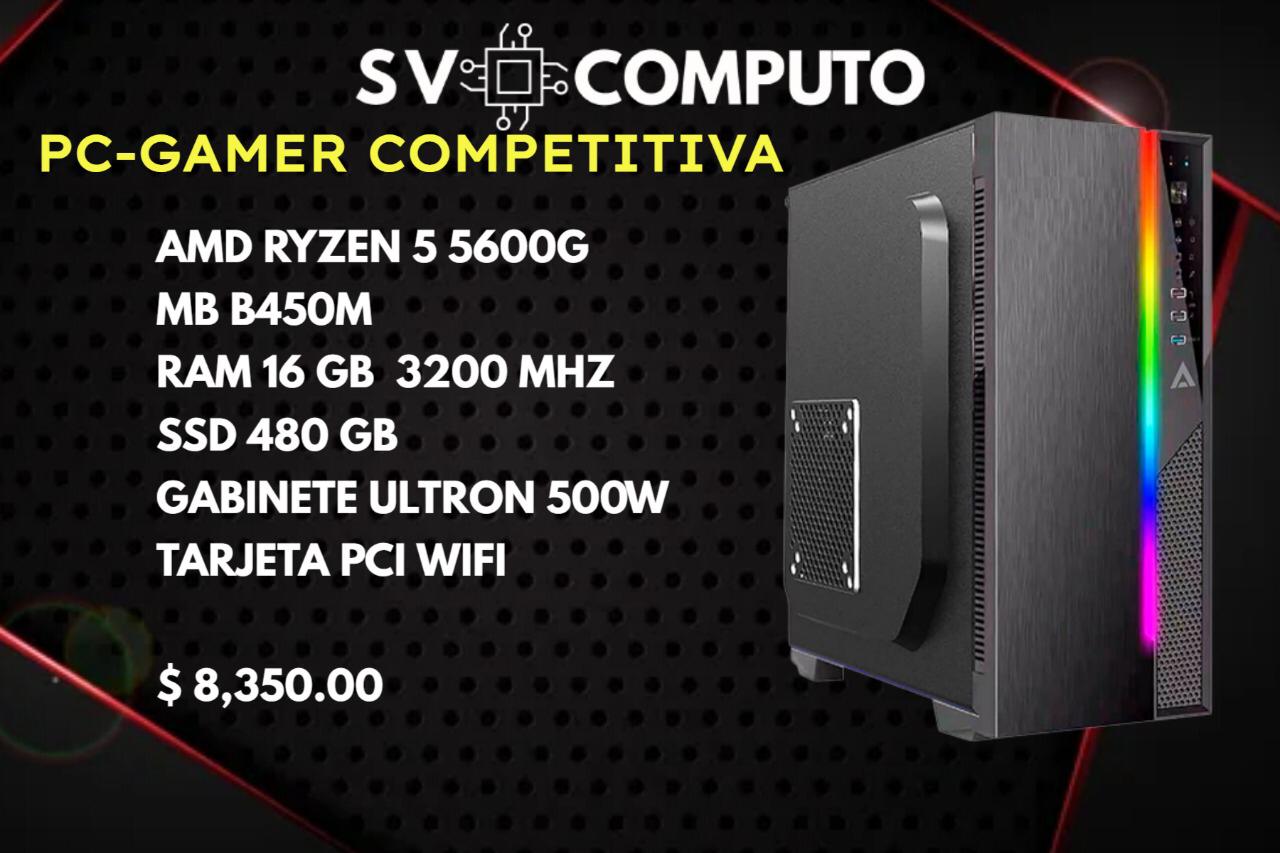 SV COMPUTO
PC-GAMER COMPETITIVA
AMD RYZEN 5 5600G
MB B450M
RAM 16 GB 3200 MHZ
SSD 480 GB
GABINETE ULTRON 500W
TARJETA PCI WIFI
$ 8,350.00